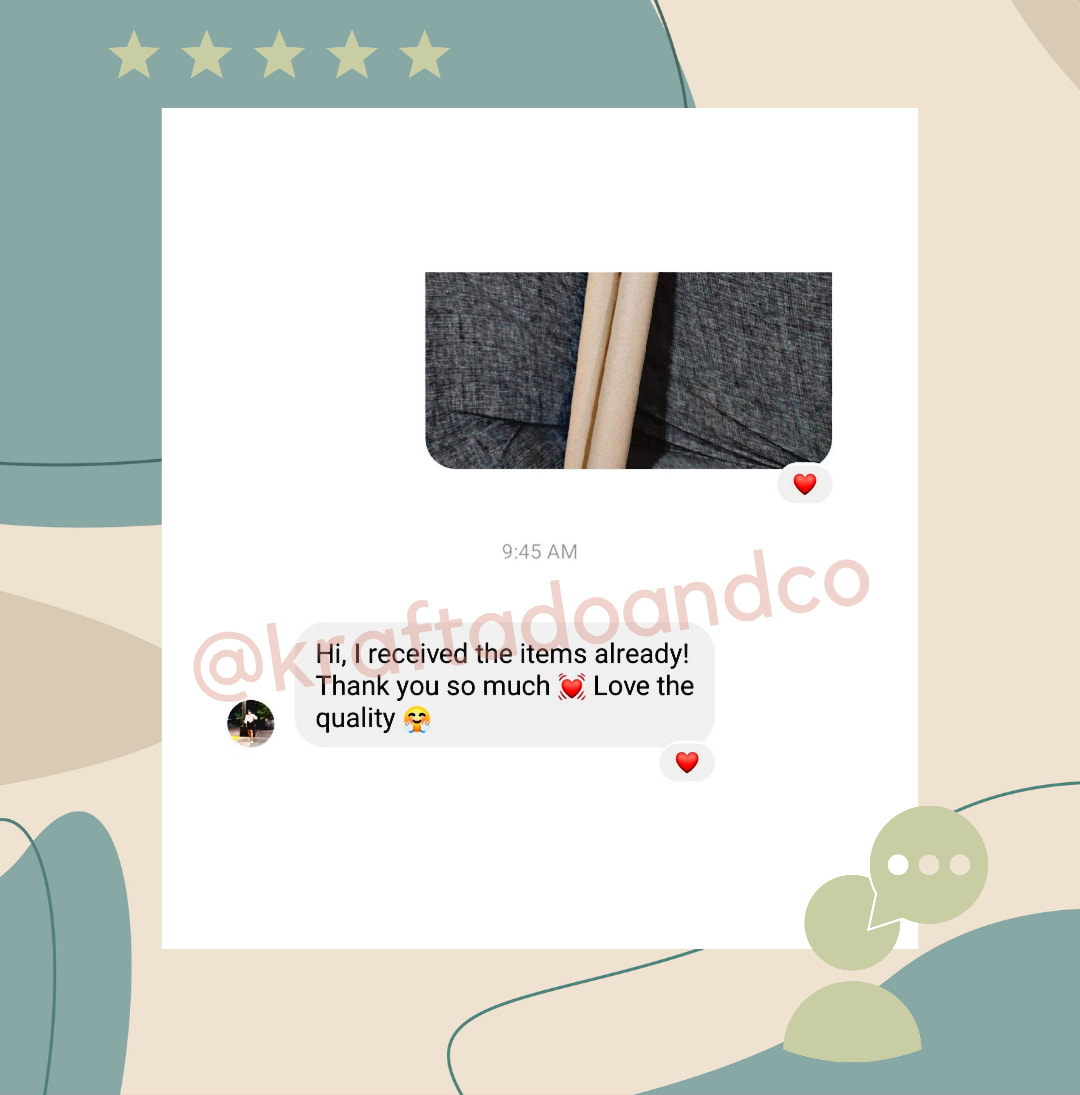 9:45 AM
@kraftadoandco
Hi, I received the items already!
Thank you so much 💓 Love the
quality 🤗